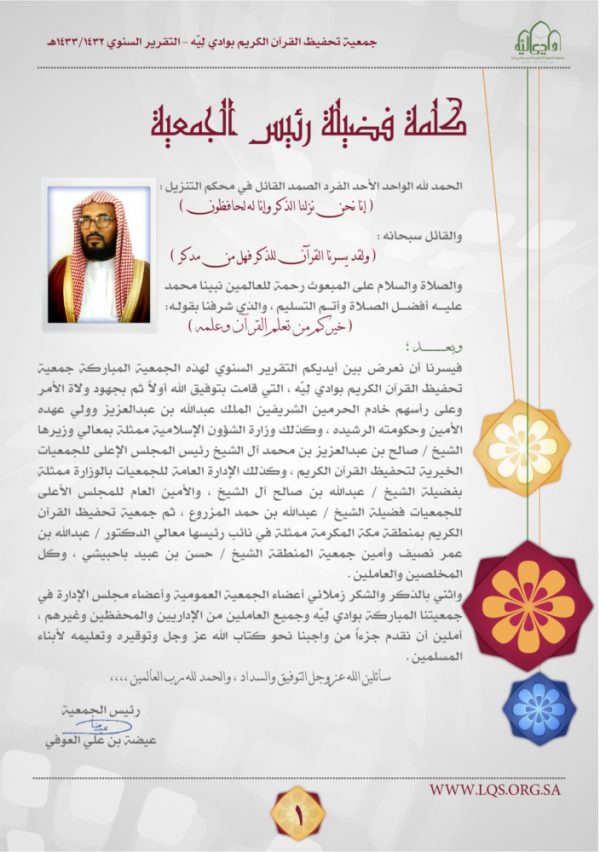 جمعية تحفيظ القرآن الكريم بوادي لِيّه - التقرير السنوي ١٤٣٣/١٤٣٢هـ
وادي ليّه
كلمة فضيلة رئيس الجمعية
الحمد لله الواحد الأحد الفرد الصمد القائل في محكم التنزيل :
( إنا نحن نزلنا الذكر وإنا له لحافظون )
والقائل سبحانه :
( ولقد يسرنا القرآن للذكر فهل من مدكر )
والصلاة والسلام على المبعوث رحمة للعالمين نبينا محمد
عليه أفضل الصلاة وأتم التسليم ، والذي شرفنا بقوله:
( خيركم من تعلم القرآن وعلمه )
وبعـــــد ؛
فيسرنا أن نعرض بين أيديكم التقرير السنوي لهذه الجمعية المباركة جمعية
تحفيظ القرآن الكريم بوادي لِيّه ، التي قامت بتوفيق الله أولاً ثم بجهود ولاة الأمر
وعلى رأسهم خادم الحرمين الشريفين الملك عبدالله بن عبدالعزيز وولي عهده
الأمين وحكومته الرشيده ، وكذلك وزارة الشؤون الإسلامية ممثلة بمعالي وزيرها
الشيخ / صالح بن عبدالعزيز بن محمد آل الشيخ رئيس المجلس الإعلى للجمعيات
الخيرية لتحفيظ القرآن الكريم ، وكذلك الإدارة العامة للجمعيات بالوزارة ممثلة
بفضيلة الشيخ / عبدالله بن صالح آل الشيخ ، والأمين العام للمجلس الأعلى
للجمعيات فضيلة الشيخ / عبدالله بن حمد المزروع ، ثم جمعية تحفيظ القرآن
الكريم بمنطقة مكة المكرمة ممثلة في نائب رئيسها معالي الدكتور / عبدالله بن
عمر نصيف وأمين جمعية المنطقة الشيخ / حسن بن عبيد باحبيشي ، وكل
المخلصين والعاملين .
واثني بالذكر والشكر زملائي أعضاء الجمعية العمومية وأعضاء مجلس الإدارة في
جمعيتنا المباركة بوادي لِيّه وجميع العاملين من الإداريين والمحفظين وغيرهم ،
أملين أن نقدم جزءاً من واجبنا نحو كتاب الله عز وجل وتوقيره وتعليمه لأبناء
المسلمين .
سائلين الله عز وجل التوفيق والسداد ، والحمد لله رب العالمين ،،،،
رئيس الجمعية
عيضة بن علي العوفي
WWW.LQS.ORG.SA
١